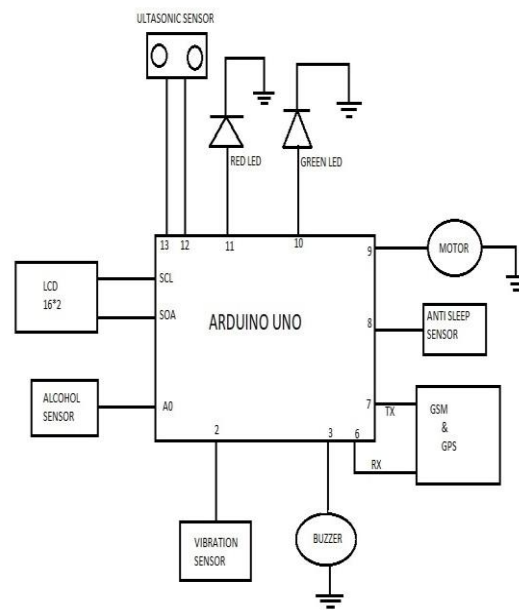 ULTASONIC SENSOR
RED LED
GREEN LED
13
12
11
10
9
MOTOR
LCD
16*2
SCL
SOA
ARDUINO UNO
8
ANTI SLEEP
SENSOR
ALCOHOL
SENSOR
A0
7
TX
GSM
&
GPS
2
3
6
RX
VIBRATION
SENSOR
BUZZER